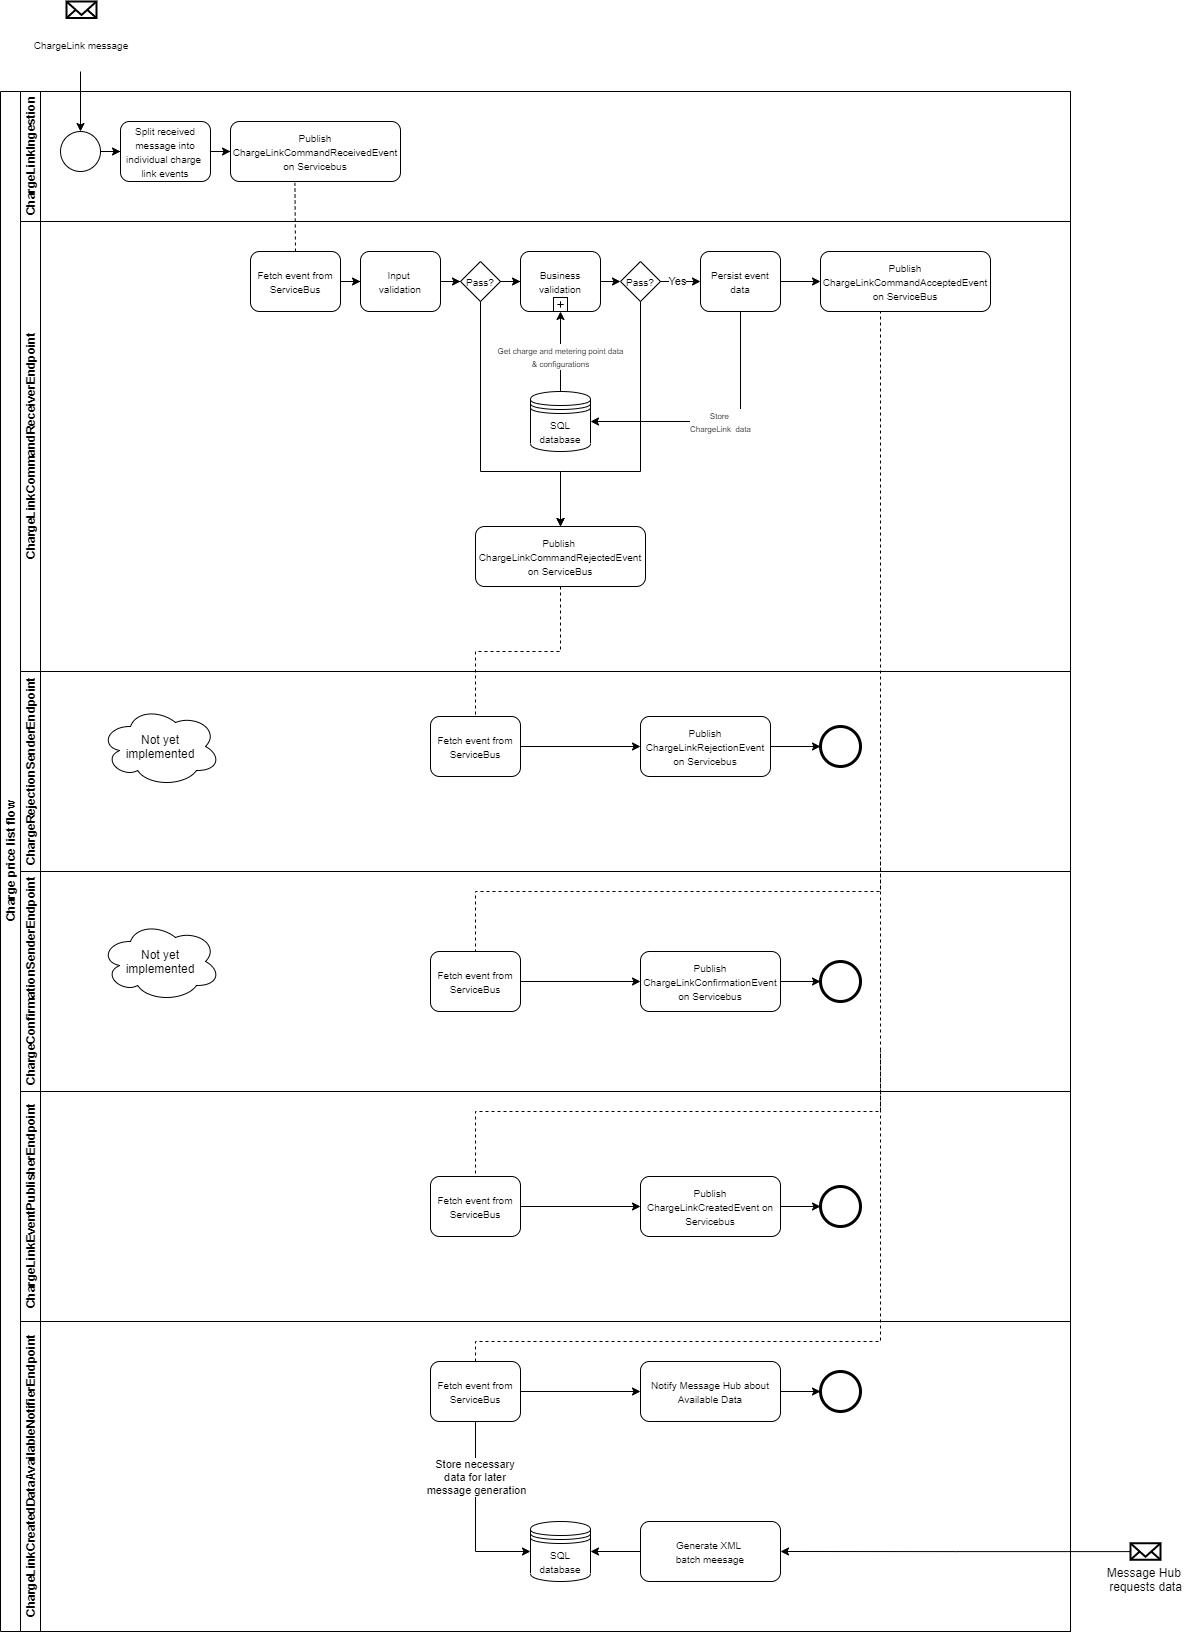 ChargeLink message
Charge price list flow
ChargeLinkIngestion
Split received
message into
individual charge
link events
Publish
ChargeLinkCommandReceivedEvent
on Servicebus
ChargeLinkCommandReceiverEndpoint
Fetch event from
ServiceBus
Input
validation
Pass?
Business
validation
Pass?
Yes
Persist event
data
Publish
ChargeLinkCommandAcceptedEvent
on ServiceBus
Get charge and metering point data
& configurations
SQL
database
Store
ChargeLink data
Publish
ChargeLinkCommandRejectedEvent
on ServiceBus
ChargeRejectionSenderEndpoint
Not yet
implemented
Fetch event from
ServiceBus
Publish
ChargeLinkRejectionEvent
on Servicebus
ChargeConfirmationSenderEndpoint
Not yet
implemented
Fetch event from
ServiceBus
Publish
ChargeLinkConfirmationEvent
on Servicebus
ChargeLinkEventPublisherEndpoint
Fetch event from
ServiceBus
Publish
ChargeLinkCreatedEvent on
Servicebus
ChargeLinkCreatedDataAvailableNotifierEndpoint
Fetch event from
ServiceBus
Notify Message Hub about
Available Data
Store necessary
data for later
message generation
SQL
database
Generate XML
batch meesage
Message Hub
requests data